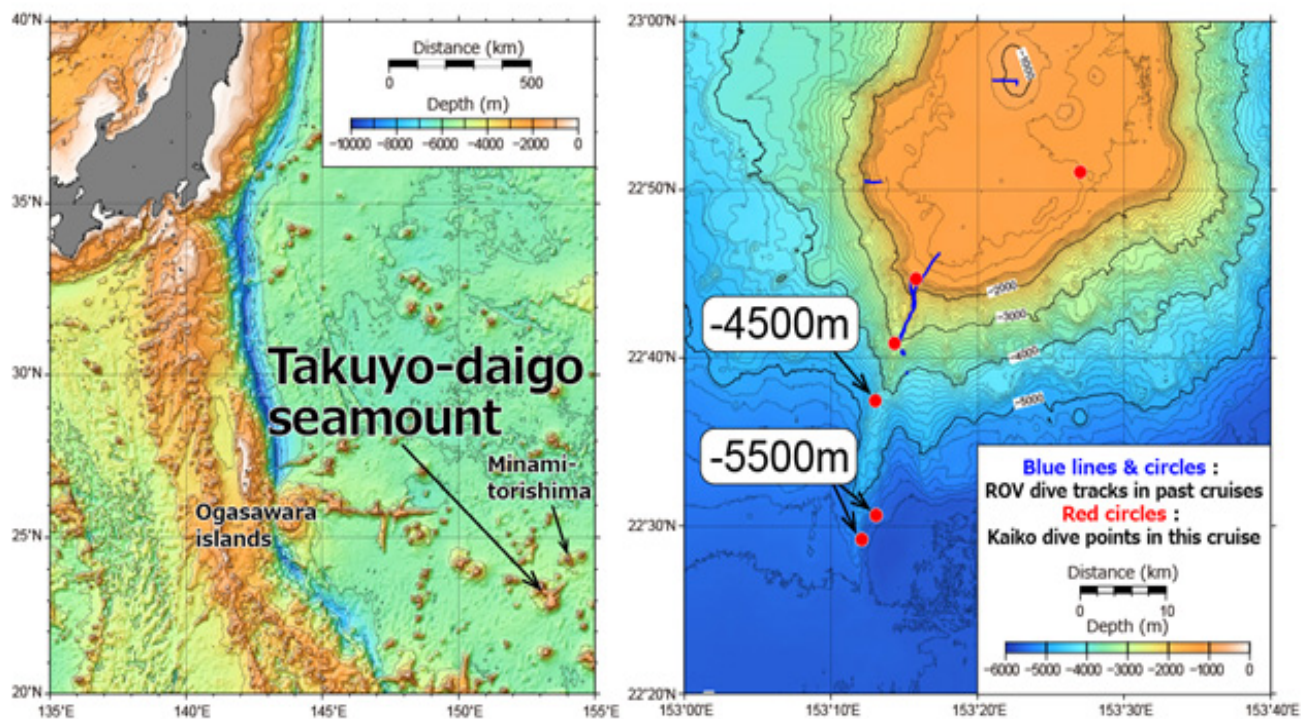 40°N
35°N
30°N
25°N
20°N
135°E
140°E
145°E
150°E
155°E
Distance (km)
0 500
Depth (m)
−10000 −8000 −6000 −4000 −2000 0
Takuyo-daigo
seamount
Minami-
torishima
Ogasawara
islands
23°00'N
22°50'N
22°40'N
22°30'N
22°20'N
153°00'E
153°10'E
153°20'E
153°30'E
153°40'E
−1000
−2000
−3000
−4000
−5000
-4500m
-5500m
Blue lines & circles :
ROV dive tracks in past cruises
Red circles :
Kaiko dive points in this cruise
Distance (km)
0 10
Depth (m)
−6000 −5000 −4000 −3000 −2000 −1000 0